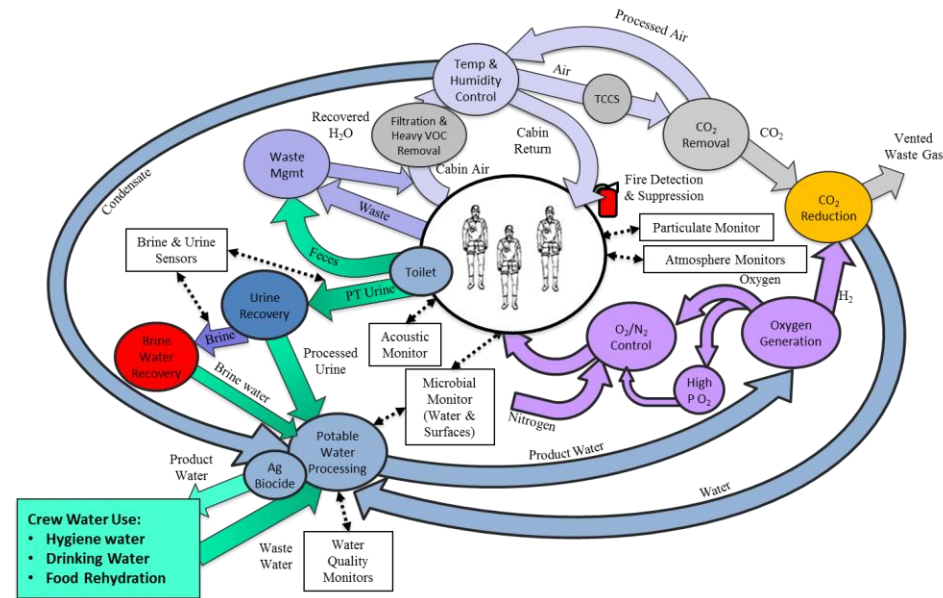 Processed Air
Temp &
Humidity
Control
Air
TCCS
CO₂
Removal
CO₂
Vented
Waste Gas
Recovered
H₂O
Filtration &
Heavy VOC
Removal
Cabin
Return
Cabin Air
Waste
Mgmt
Condensate
Fire Detection
& Suppression
CO₂
Reduction
Waste
Particulate Monitor
Brine & Urine
Sensors
Feces
Toilet
Atmosphere Monitors
PT Urine
Oxygen
H₂
Urine
Recovery
O₂/N₂
Control
Oxygen
Generation
Brine
Acoustic
Monitor
Brine
Water
Recovery
Processed
Urine
High
P O₂
Brine water
Microbial
Monitor
(Water &
Surfaces)
Nitrogen
Potable
Water
Processing
Product Water
Water
Product
Water
Ag
Biocide
Crew Water Use:
• Hygiene water
• Drinking Water
• Food Rehydration
Waste
Water
Water
Quality
Monitors